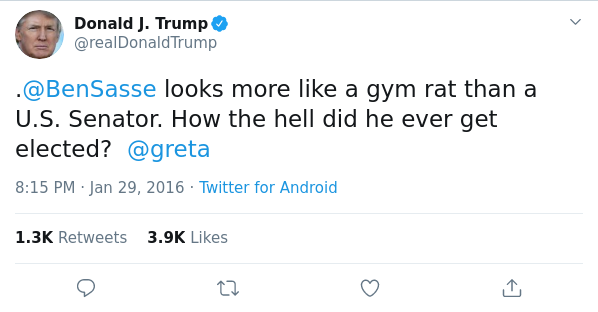 Donald J. Trump
@realDonaldTrump
.@BenSasse looks more like a gym rat than a
U.S. Senator. How the hell did he ever get
elected? @greta
8:15 PM · Jan 29, 2016 · Twitter for Android
1.3K Retweets 3.9K Likes